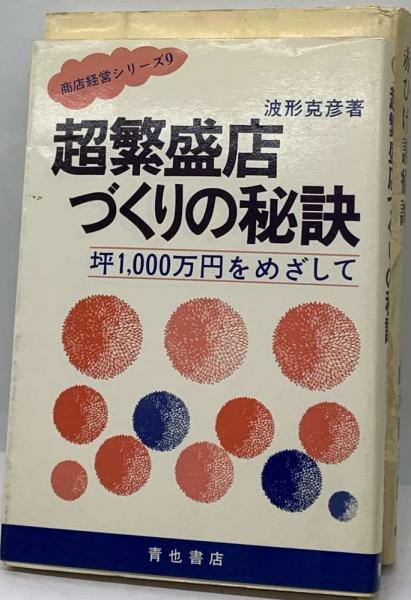 商店経営シリーズ9
波形克彦著
超繁盛店
づくりの秘訣
坪1,000万円をめざして
青也書店